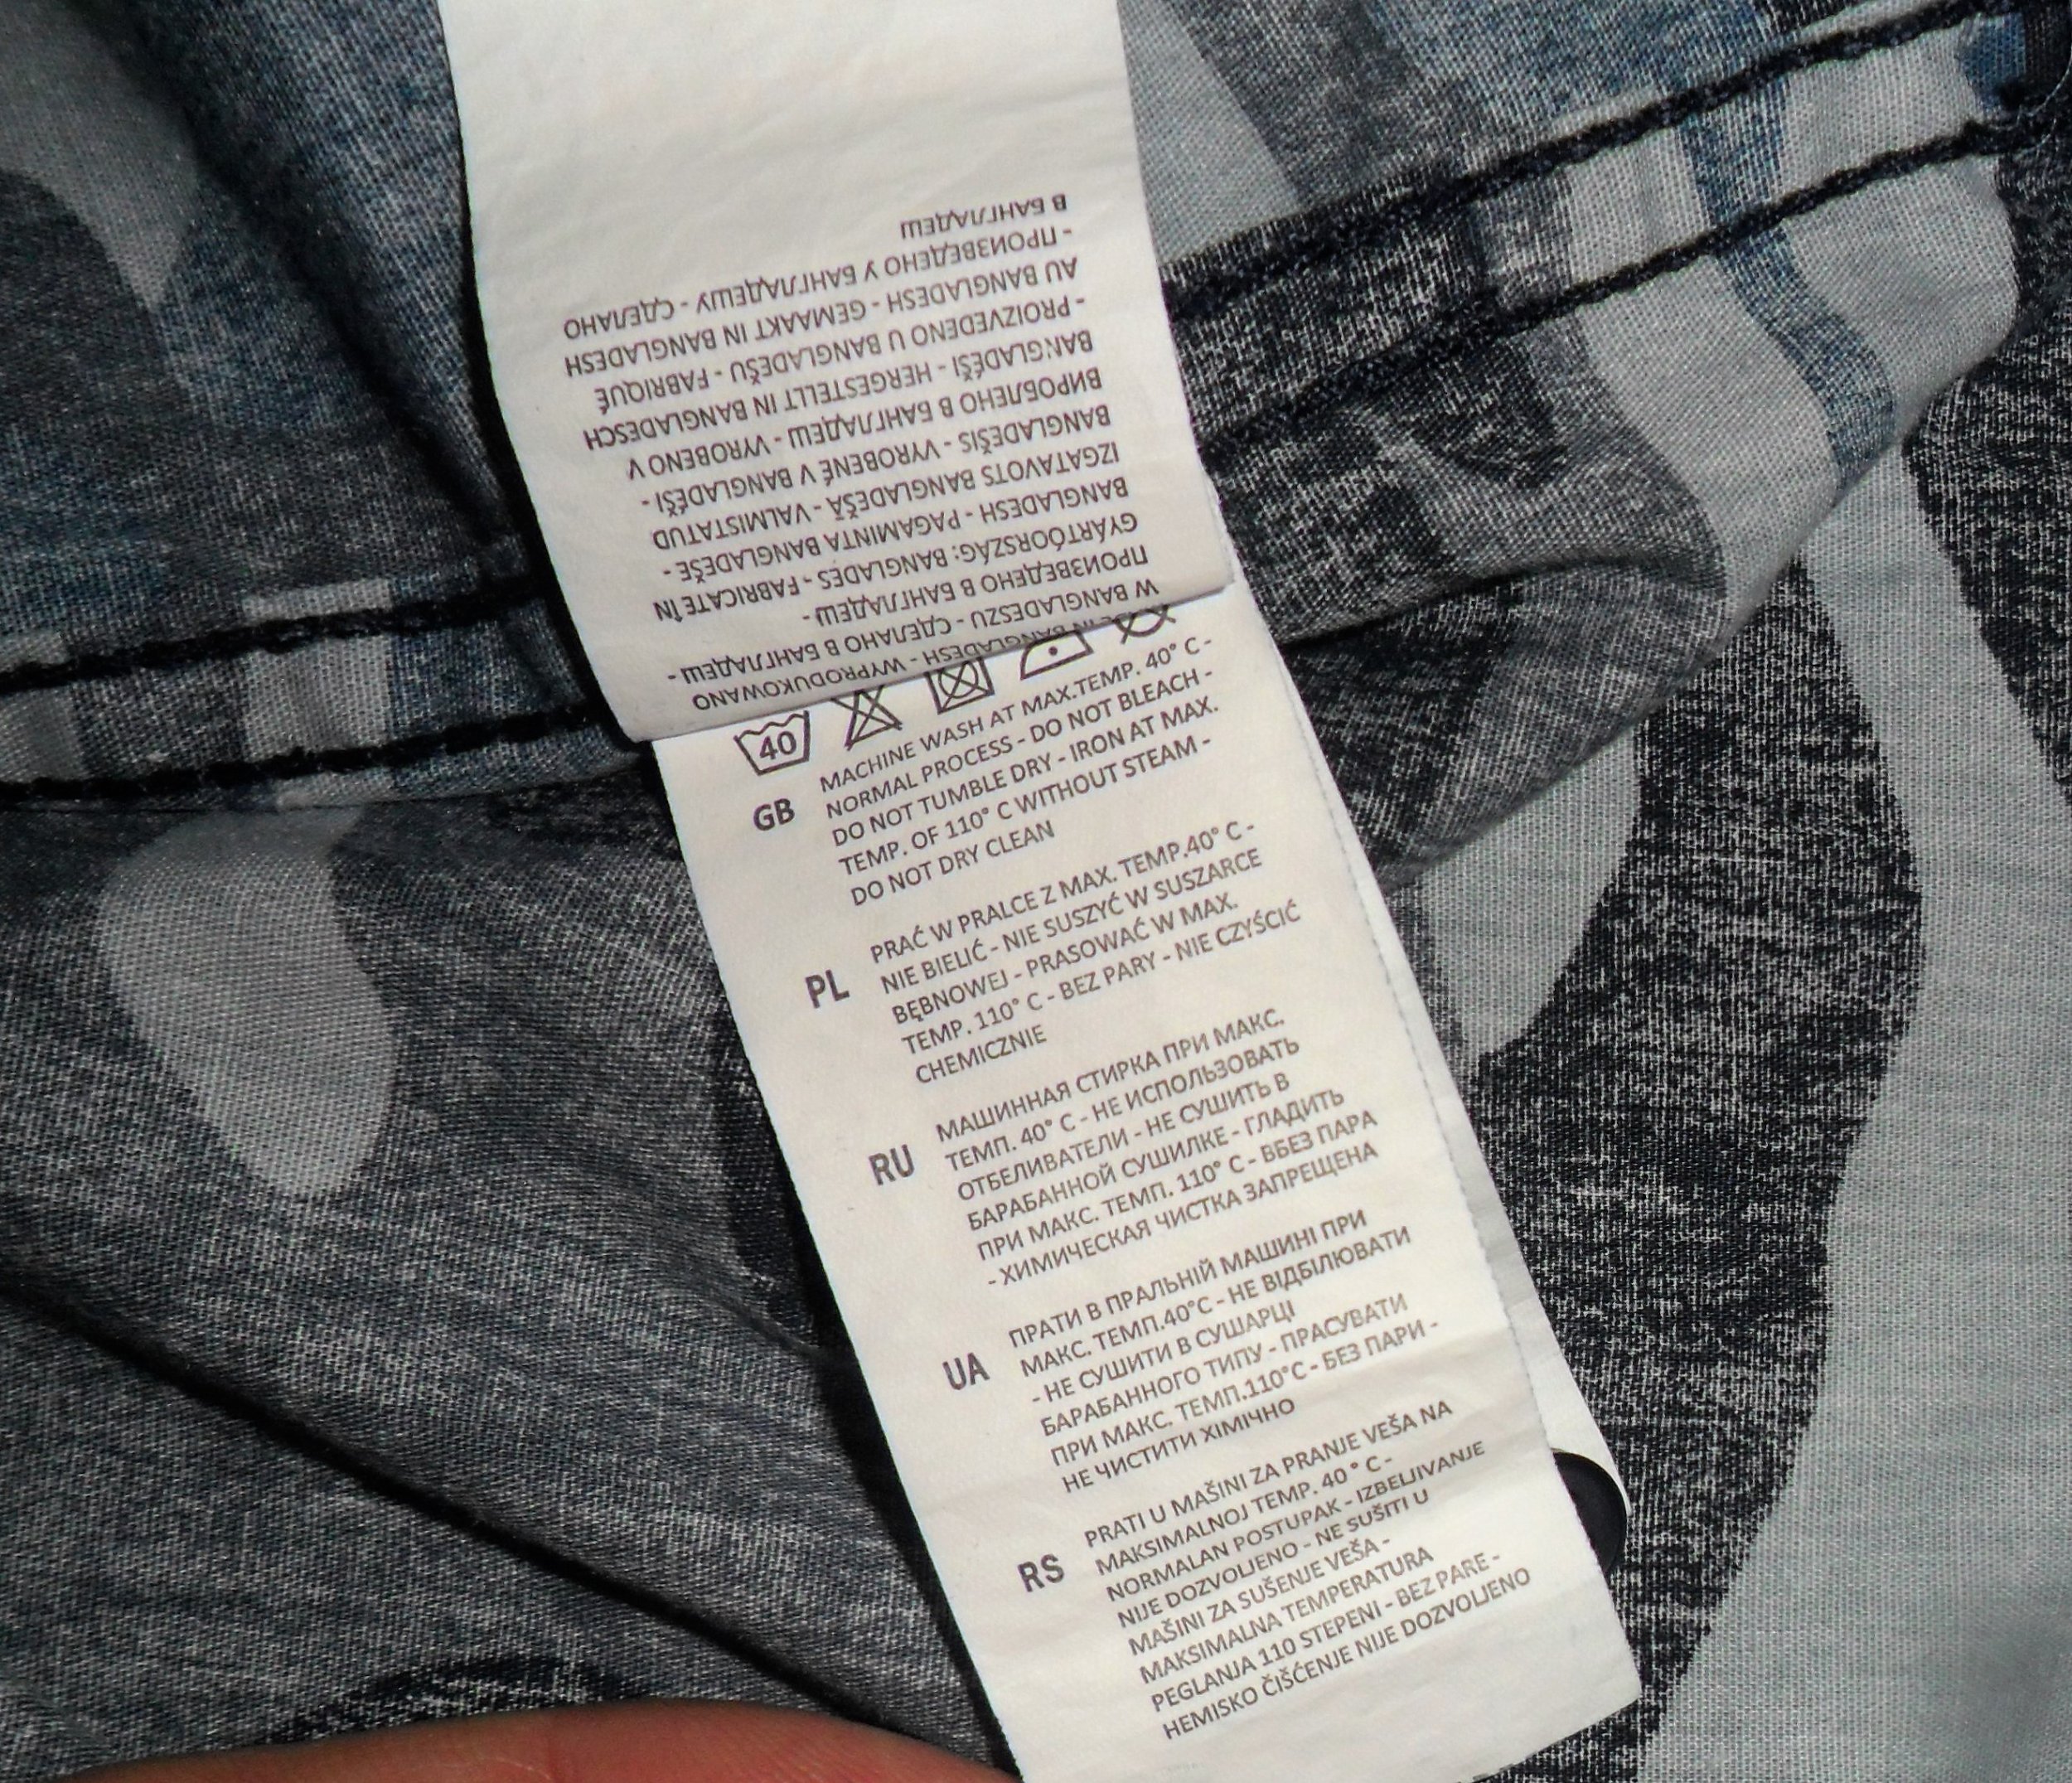 В БАНГЛАДЕШ
- ПРОИЗВЕДЕНО У БАНГЛАДЕШУ - СДЕЛАНО
AU BANGLADESH - GEMAAKT IN BANGLADESH
- PROIZVEDENO U BANGLADEŠU - FABRIQUÉ
BANGLADÉŠI - HERGESTELLT IN BANGLADESCH
ВИРОБЛЕНО В БАНГЛАДЕШ - VYROBENO V
BANGLADEŠIS - VYROBENÉ V BANGLADÉŠI -
IZGATAVOTS BANGLADEŠĀ - VALMISTATUD
BANGLADESH - PAGAMINTA BANGLADEŠE -
GYÁRTÓORSZÁG: BANGLADES - FABRICATE ÎN
ПРОИЗВЕДЕНО В БАНГЛАДЕШ -
W BANGLADESZU - СДЕЛАНО В БАНГЛАДЕШ -
IN BANGLADESH - WYPRODUKOWANO
40
GB
MACHINE WASH AT MAX.TEMP. 40° C -
NORMAL PROCESS - DO NOT BLEACH -
DO NOT TUMBLE DRY - IRON AT MAX.
TEMP. OF 110° C WITHOUT STEAM -
DO NOT DRY CLEAN
PL
PRAĆ W PRALCE Z MAX. TEMP.40° C -
NIE BIELIĆ - NIE SUSZYĆ W SUSZARCE
BĘBNOWEJ - PRASOWAĆ W MAX.
TEMP. 110° C - BEZ PARY - NIE CZYŚCIĆ
CHEMICZNIE
RU
МАШИННАЯ СТИРКА ПРИ МАКС.
ТЕМП. 40° C - НЕ ИСПОЛЬЗОВАТЬ
ОТБЕЛИВАТЕЛИ - НЕ СУШИТЬ В
БАРАБАННОЙ СУШИЛКЕ - ГЛАДИТЬ
ПРИ МАКС. ТЕМП. 110° C - ВБЕЗ ПАРА
- ХИМИЧЕСКАЯ ЧИСТКА ЗАПРЕЩЕНА
UA
ПРАТИ В ПРАЛЬНІЙ МАШИНІ ПРИ
МАКС. ТЕМП.40°C - НЕ ВІДБІЛЮВАТИ
- НЕ СУШИТИ В СУШАРЦІ
БАРАБАННОГО ТИПУ - ПРАСУВАТИ
ПРИ МАКС. ТЕМП.110°C - БЕЗ ПАРИ -
НЕ ЧИСТИТИ ХІМІЧНО
RS
PRATI U MAŠINI ZA PRANJE VEŠA NA
MAKSIMALNOJ TEMP. 40 ° C -
NORMALAN POSTUPAK - IZBELJIVANJE
NIJE DOZVOLJENO - NE SUŠITI U
MAŠINI ZA SUŠENJE VEŠA -
MAKSIMALNA TEMPERATURA
PEGLANJA 110 STEPENI - BEZ PARE -
HEMISKO ČIŠĆENJE NIJE DOZVOLJENO